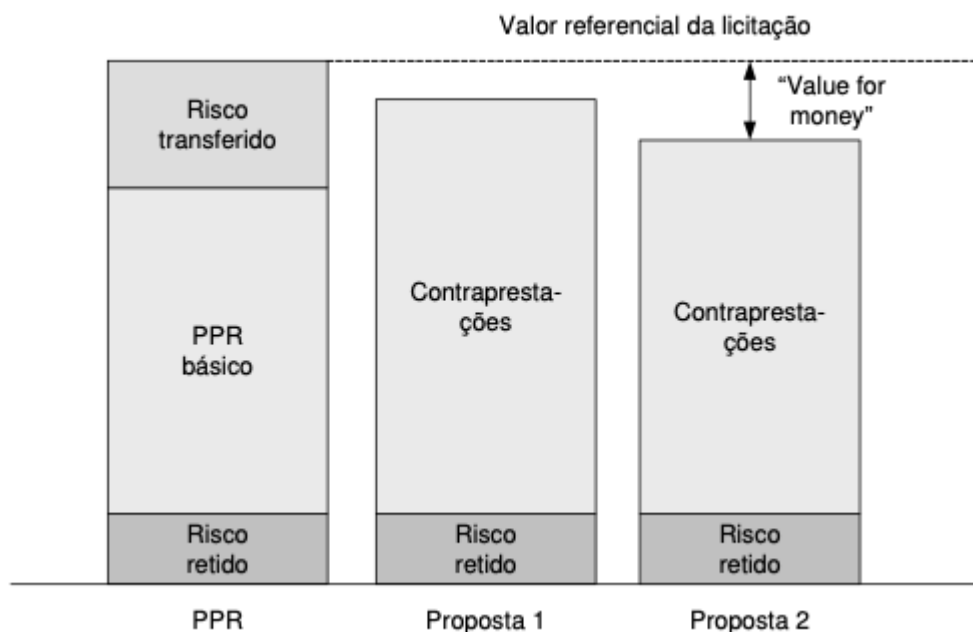 Valor referencial da licitação
Risco
transferido
“Value for
money”
PPR
básico
Contrapresta-
ções
Contrapresta-
ções
Risco
retido
Risco
retido
Risco
retido
PPR
Proposta 1
Proposta 2